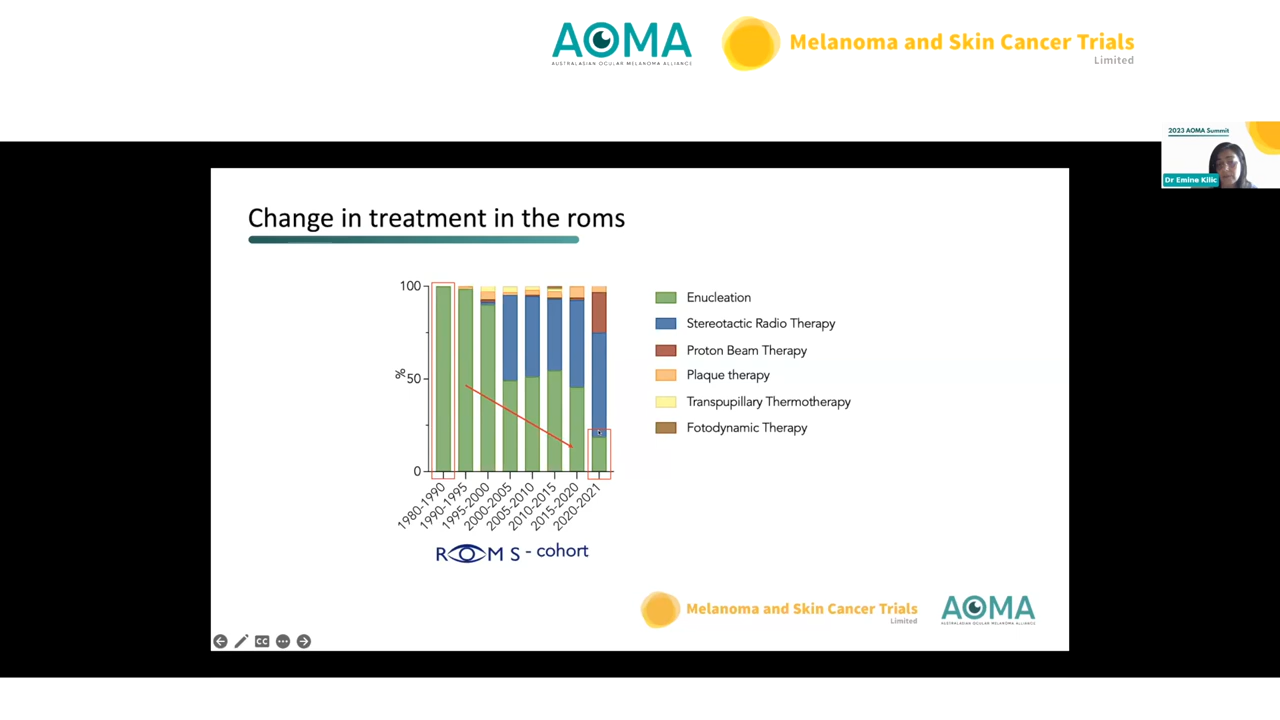 AOMA
AUSTRALASIAN OCULAR MELANOMA ALLIANCE
Melanoma and Skin Cancer Trials
Limited
2023 AOMA Summit
Dr Emine Kilic
Change in treatment in the roms
100
50
0
%
1980-1990
1990-1995
1995-2000
2000-2005
2005-2010
2010-2015
2015-2020
2020-2021
Enucleation
Stereotactic Radio Therapy
Proton Beam Therapy
Plaque therapy
Transpupillary Thermotherapy
Fotodynamic Therapy
ROMS - cohort
Melanoma and Skin Cancer Trials
Limited
AOMA
AUSTRALASIAN OCULAR MELANOMA ALLIANCE
CC